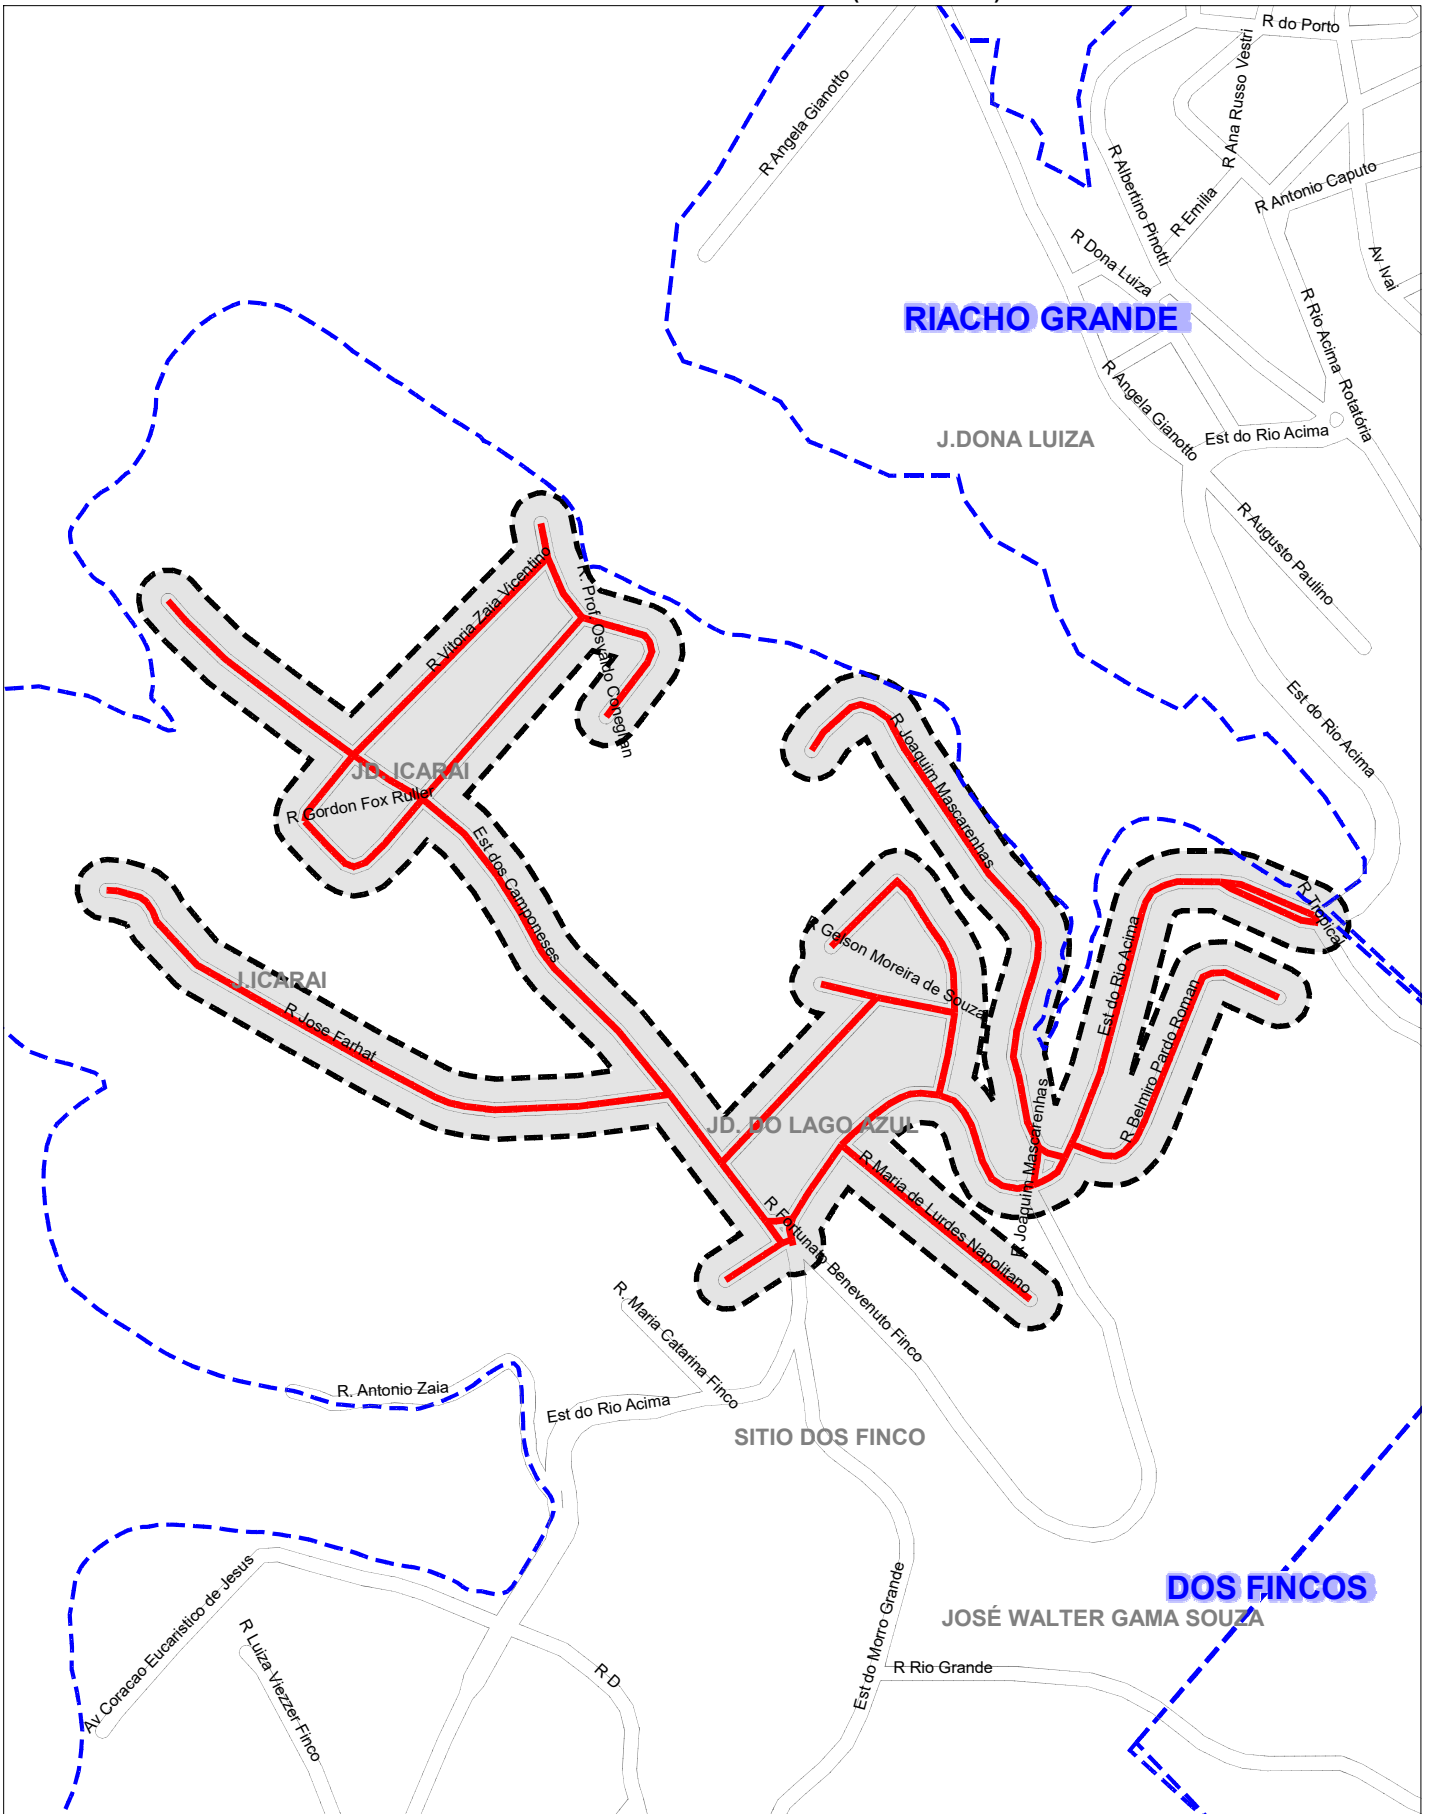 R do Porto
R Angela Gianotto
R Ana Russo Vestri
R Albertino Pinotti
R Emilia
R Antonio Caputo
R Dona Luiza
Av Ivai
RIACHO GRANDE
R Rio Acima
Rotatória
R Angela Gianotto
J.DONA LUIZA
Est do Rio Acima
R Augusto Paulino
R Vitoria Zaia Vicentino
R. Prof. Osvaldo Coneglian
Est do Rio Acima
R Joaquim Mascarenhas
JD. ICARAI
R Gordon Fox Ruller
Est dos Camponeses
R Tropical
R Gelson Moreira de Souza
Est do Rio Acima
J.ICARAI
R Jose Farhat
R Belmiro Pardo Roman
JD. DO LAGO AZUL
R Joaquim Mascarenhas
R Maria de Lurdes Napolitano
R. Fortunato Benevenuto Finco
R. Maria Catarina Finco
R. Antonio Zaia
Est do Rio Acima
SITIO DOS FINCO
DOS FINCOS
JOSÉ WALTER GAMA SOUZA
Av Coracao Eucaristico de Jesus
R Luiza Viezzer Finco
R D
Est do Morro Grande
R Rio Grande